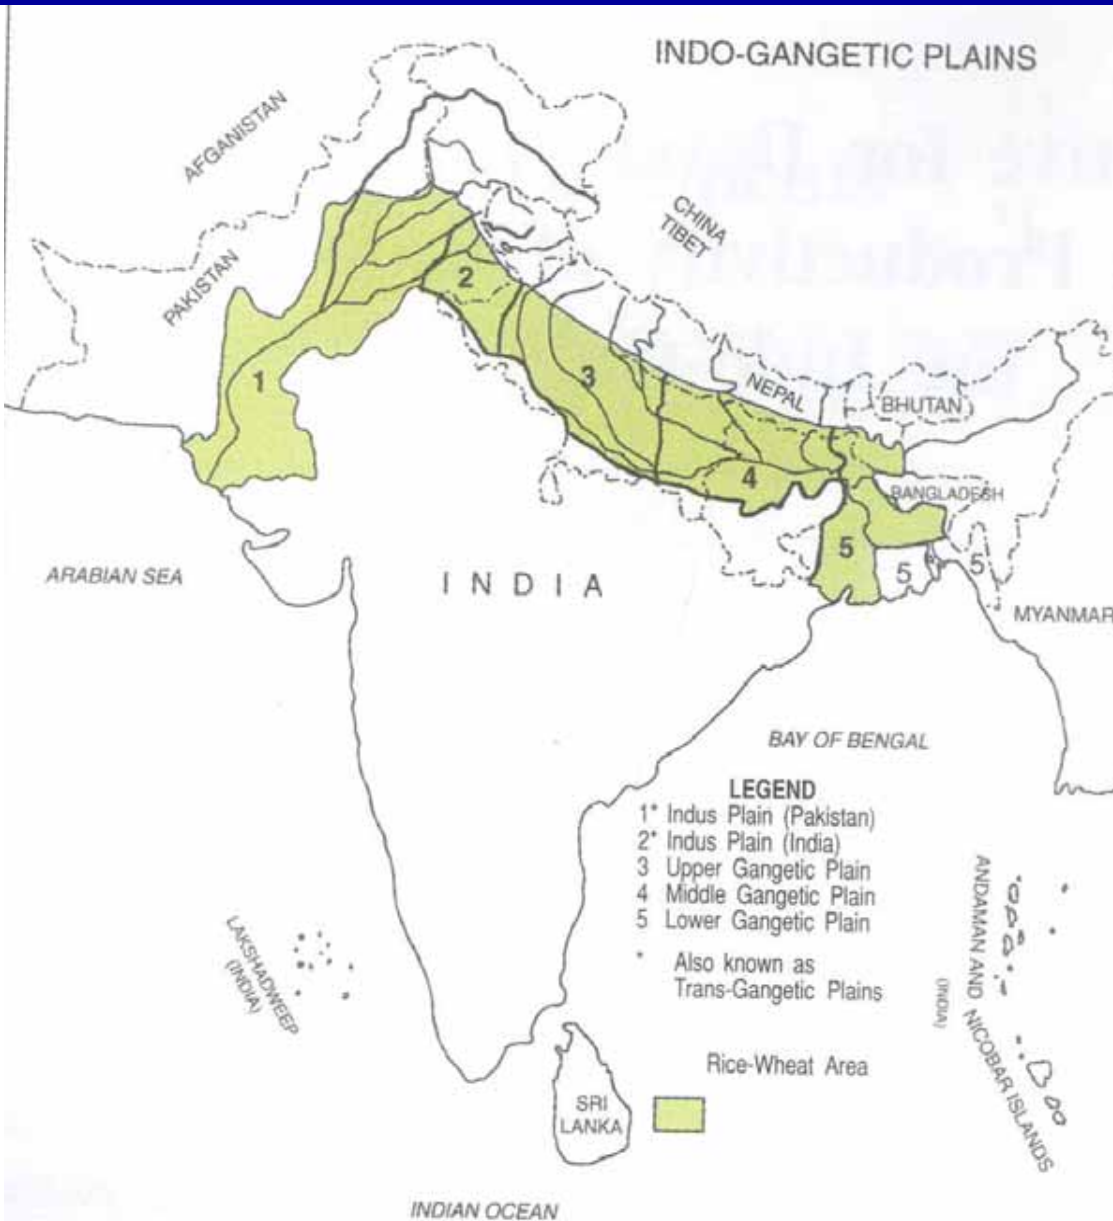 INDO-GANGETIC PLAINS
AFGANISTAN
CHINA
TIBET
PAKISTAN
2
1
3
NEPAL
BHUTAN
4
BANGLADESH
5
5
5
ARABIAN SEA
INDIA
MYANMAR
BAY OF BENGAL
LEGEND
1* Indus Plain (Pakistan)
2* Indus Plain (India)
3 Upper Gangetic Plain
4 Middle Gangetic Plain
5 Lower Gangetic Plain
* Also known as
Trans-Gangetic Plains
Rice-Wheat Area
LAKSHADWEEP
(INDIA)
ANDAMAN AND NICOBAR ISLANDS
(INDIA)
SRI
LANKA
INDIAN OCEAN